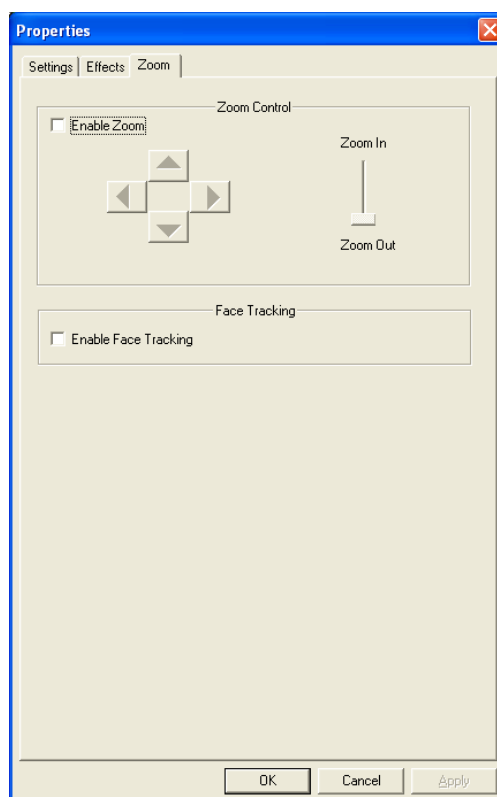 Properties
Settings Effects Zoom
Zoom Control
Enable Zoom
Zoom In
Zoom Out
Face Tracking
Enable Face Tracking
OK Cancel Apply